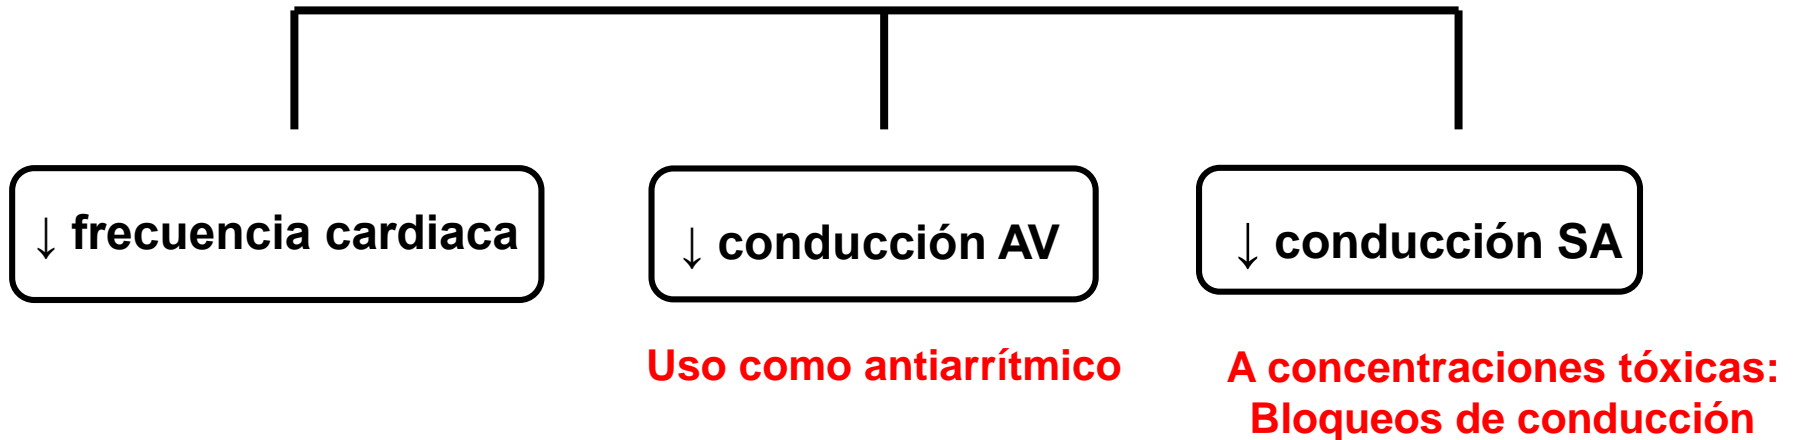 ↓ frecuencia cardiaca
↓ conducción AV
↓ conducción SA
Uso como antiarrítmico
A concentraciones tóxicas:
Bloqueos de conducción